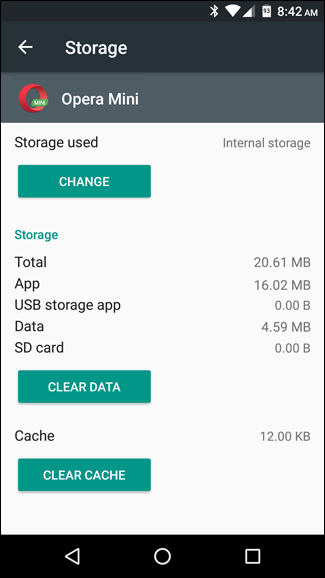 93 8:42 AM
Storage
MINI Opera Mini
Storage used Internal storage
CHANGE
Storage
Total 20.61 MB
App 16.02 MB
USB storage app 0.00 B
Data 4.59 MB
SD card 0.00 B
CLEAR DATA
Cache 12.00 KB
CLEAR CACHE